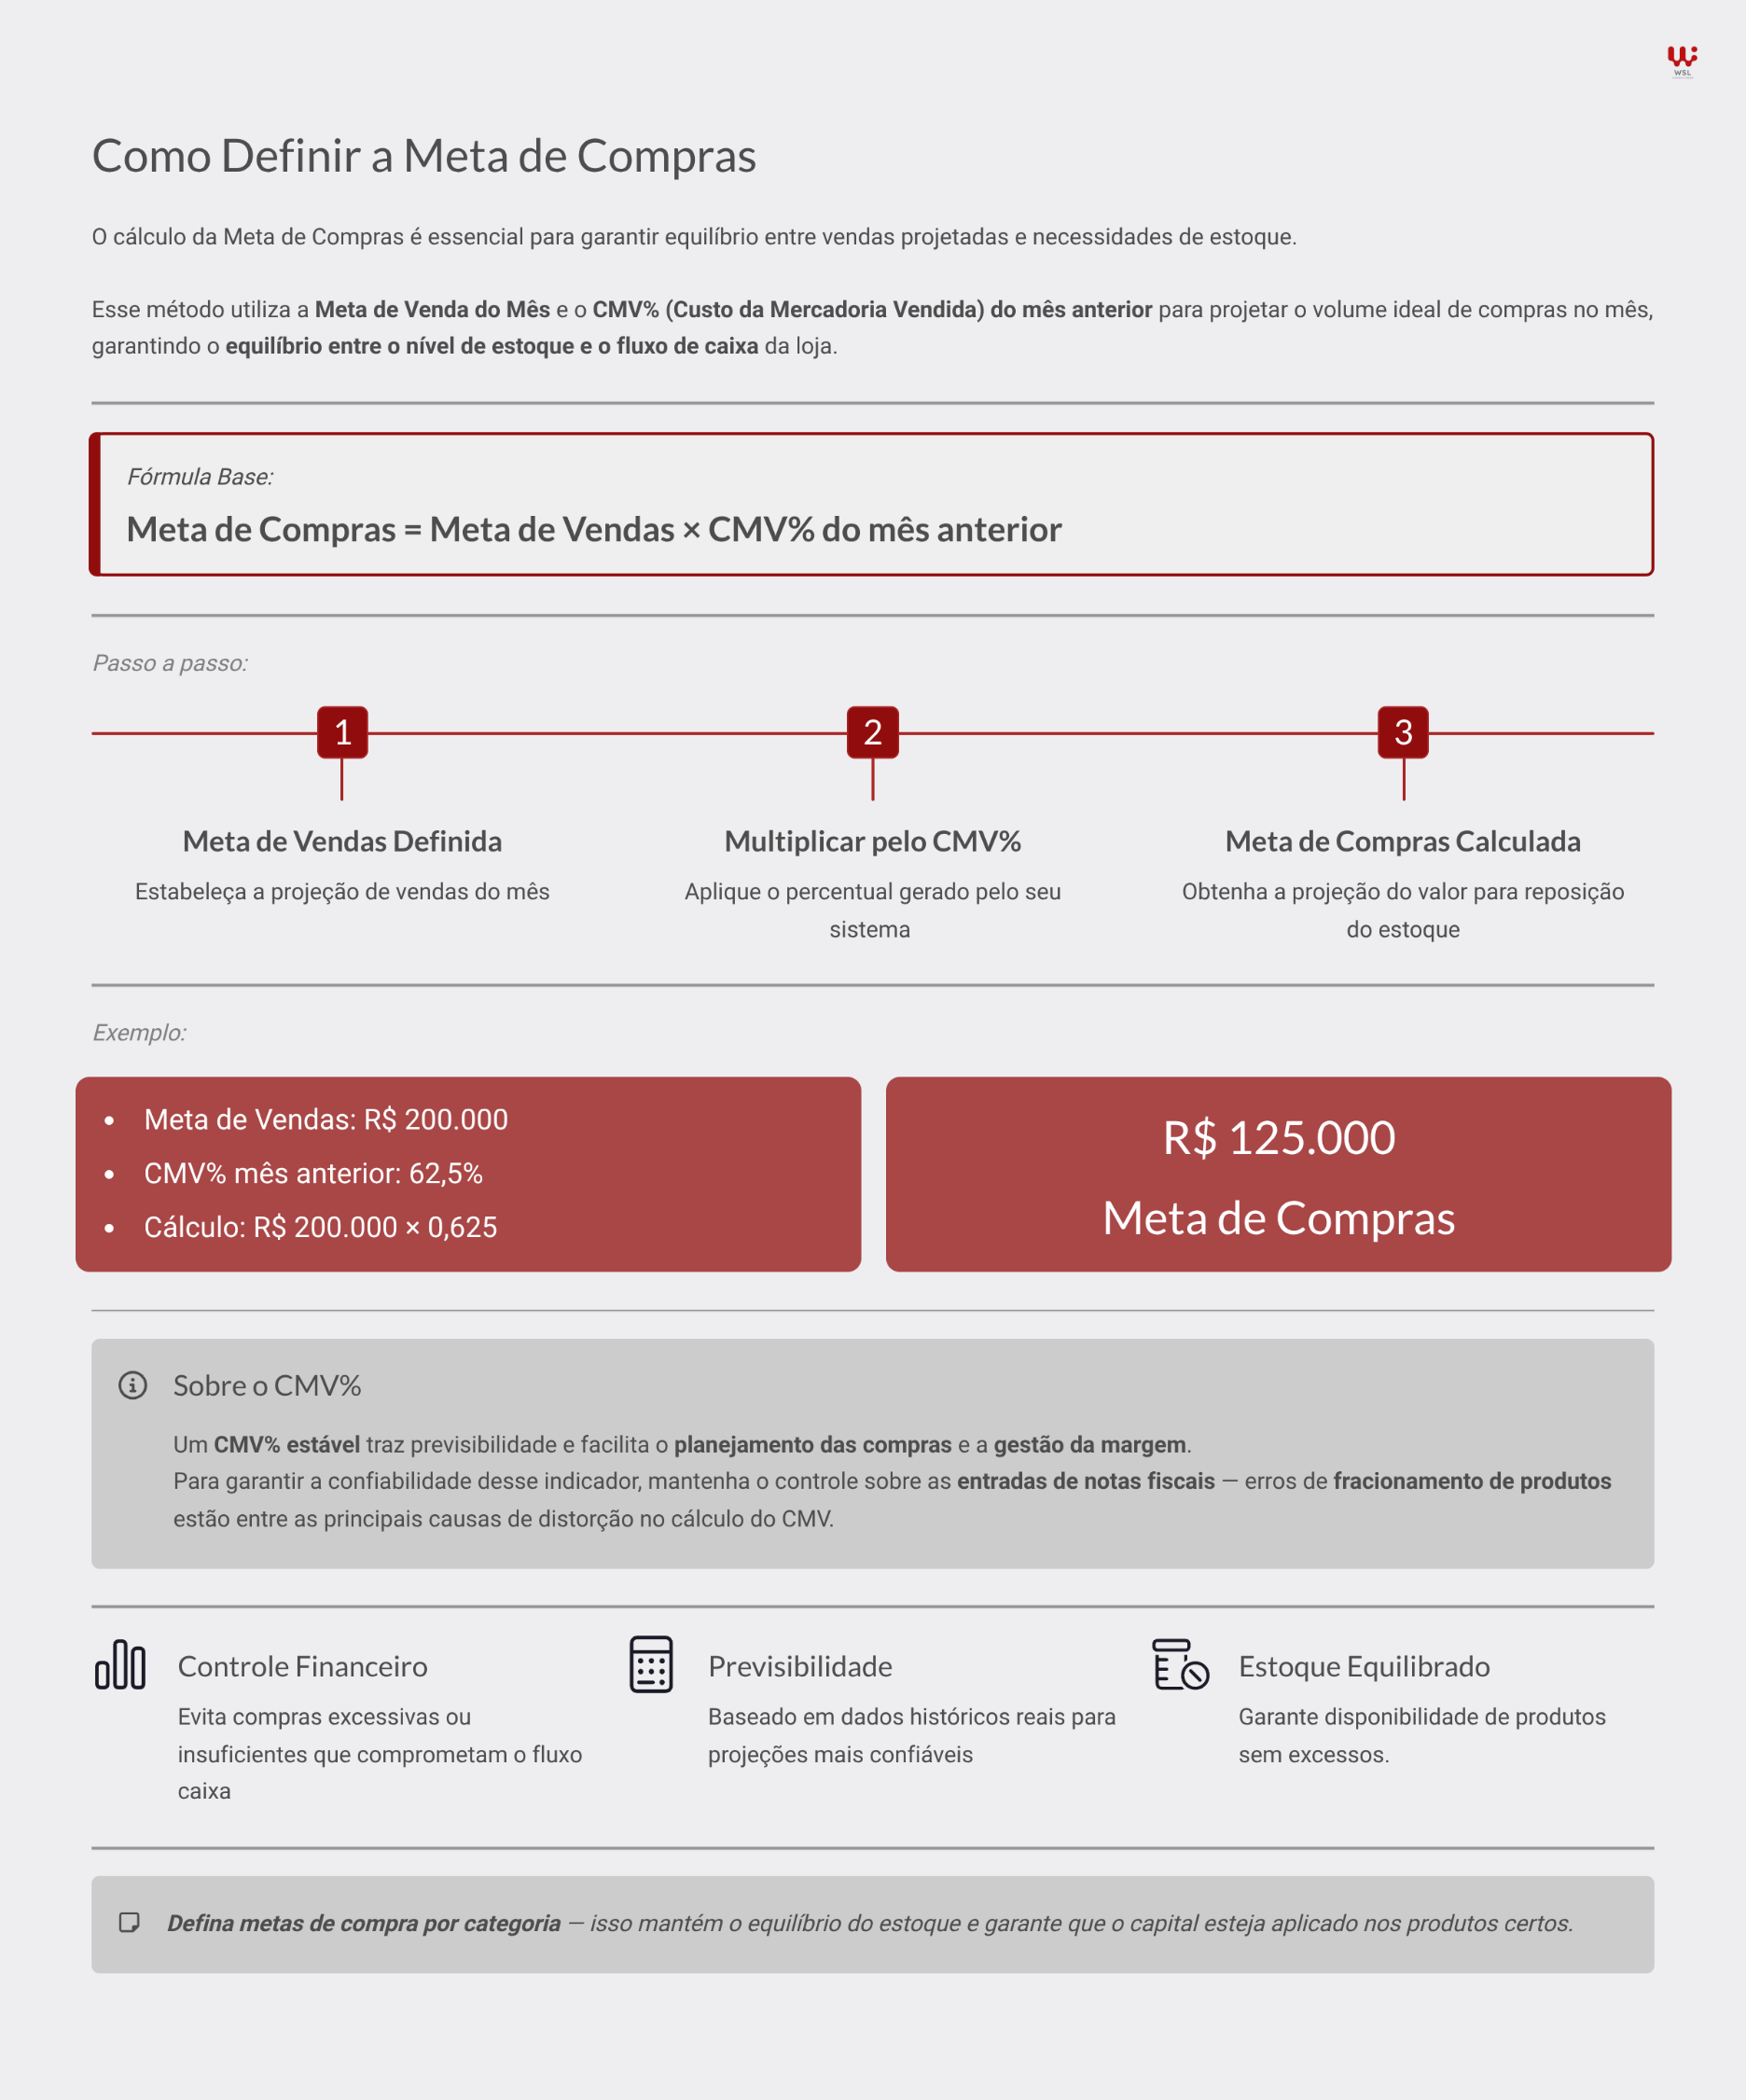 WSL
Como Definir a Meta de Compras
O cálculo da Meta de Compras é essencial para garantir equilíbrio entre vendas projetadas e necessidades de estoque.
Esse método utiliza a Meta de Venda do Mês e o CMV% (Custo da Mercadoria Vendida) do mês anterior para projetar o volume ideal de compras no mês,
garantindo o equilíbrio entre o nível de estoque e o fluxo de caixa da loja.
Fórmula Base:
Meta de Compras = Meta de Vendas × CMV% do mês anterior
Passo a passo:
1
2
3
Meta de Vendas Definida
Estabeleça a projeção de vendas do mês
Multiplicar pelo CMV%
Aplique o percentual gerado pelo seu
sistema
Meta de Compras Calculada
Obtenha a projeção do valor para reposição
do estoque
Exemplo:
• Meta de Vendas: R$ 200.000
• CMV% mês anterior: 62,5%
• Cálculo: R$ 200.000 × 0,625
R$ 125.000
Meta de Compras
Sobre o CMV%
Um CMV% estável traz previsibilidade e facilita o planejamento das compras e a gestão da margem.
Para garantir a confiabilidade desse indicador, mantenha o controle sobre as entradas de notas fiscais — erros de fracionamento de produtos
estão entre as principais causas de distorção no cálculo do CMV.
Controle Financeiro
Evita compras excessivas ou
insuficientes que comprometam o fluxo
caixa
Previsibilidade
Baseado em dados históricos reais para
projeções mais confiáveis
Estoque Equilibrado
Garante disponibilidade de produtos
sem excessos.
Defina metas de compra por categoria — isso mantém o equilíbrio do estoque e garante que o capital esteja aplicado nos produtos certos.